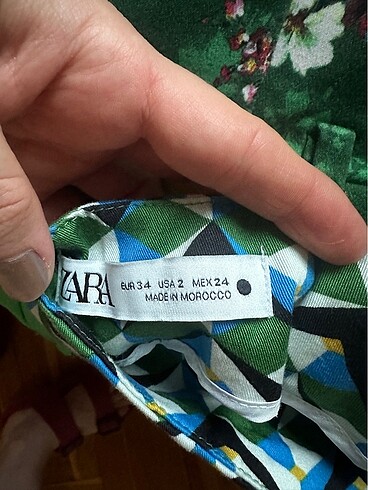 ZARA
EUR 34 USA 2 MEX 24
MADE IN MOROCCO